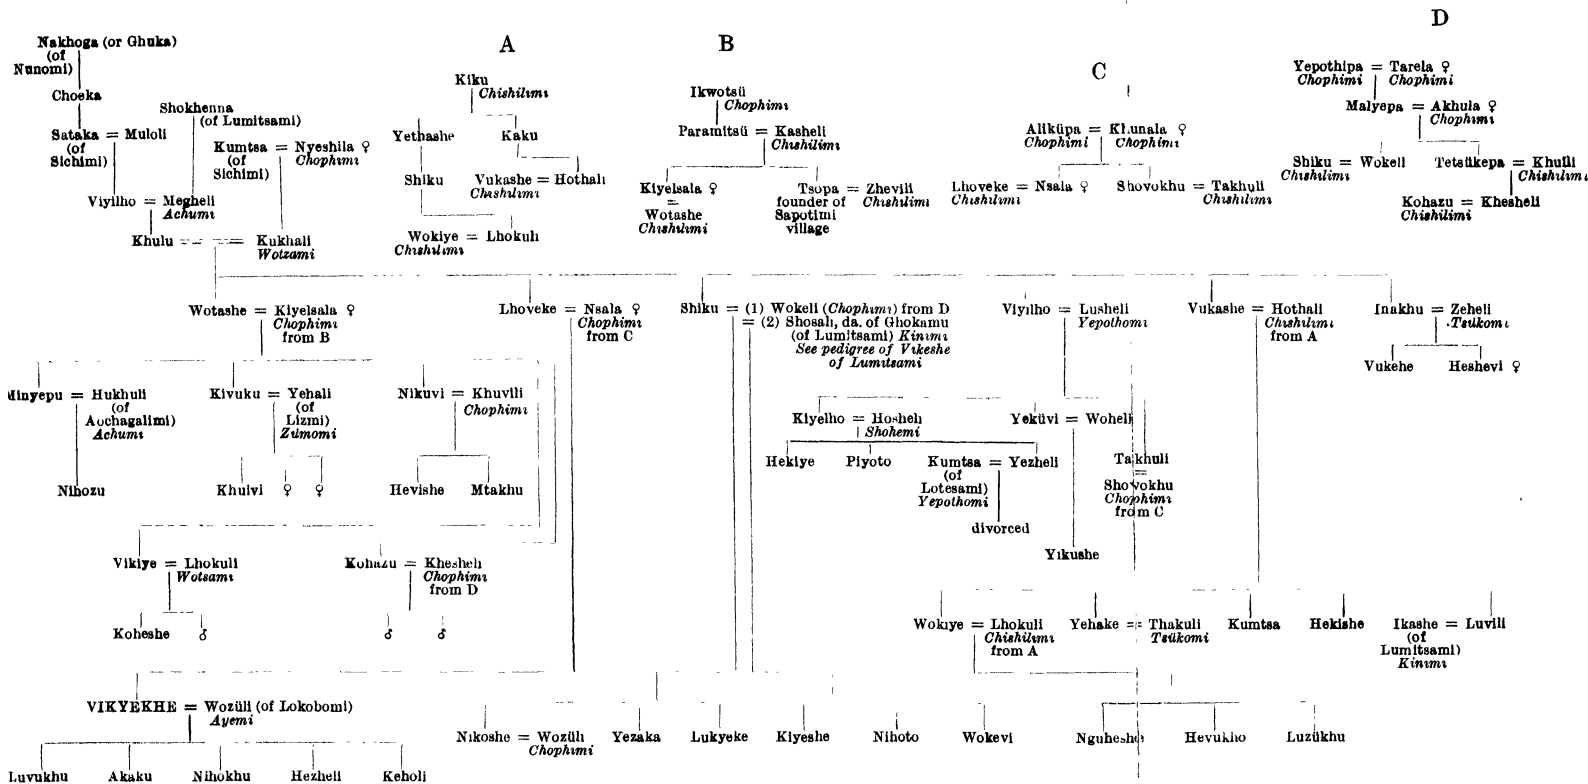 D
A
B
C
Nakhoga (or Ghuka)
(of
Nunomi)
Choeka
Shokhenna
(of Lumitsami)
Sataka = Muloli
(of
Sichimi)
Kumtsa = Nyeshila ♀
(of Chophimi
Sichimi)
Viyilho = Megheli
Achumi
Khulu = Kukhali
Wotzami
Kiku
Chishilimi
Yethashe Kaku
Shiku Vukashe = Hothali
Chishilimi
Wokiye = Lhokuli
Chishilimi
Ikwotsü
Chophimi
Paramitsü = Kasheli
Chishilimi
Kiyelsala ♀ Tsopa = Zhevili
= founder of Chishilimi
Wotashe Sapotimi
Chishilimi village
Aliküpa = Khunala ♀
Chophimi Chophimi
Lhoveke = Nsala ♀ Shovokhu = Takhuli
Chishilimi Chishilimi
Yepothipa = Tarela ♀
Chophimi Chophimi
Malyepa = Akhula ♀
Chophimi
Shiku = Wokeli Tetsükepa = Khulli
Chishilimi Chishilimi
Kohazu = Khesheli
Chishilimi
Wotashe = Kiyelsala ♀ Lhoveke = Nsala ♀ Shiku = (1) Wokeli (Chophimi) from D Viyilho = Lusheli Vukashe = Hothali Inakhu = Zeheli
Chophimi Chophimi = (2) Shosali, da. of Ghokamu Yepothomi Chishilimi Tsükomi
from B from C (of Lumitsami) Kinimi from A
See pedigree of Vikeshe
of Lumitsami
Vukehe Heshevi ♀
Minyepu = Hukhuli Kivuku = Yehali Nikuvi = Khuvili
(of (of Chophimi
Aochagalimi) Lizmi)
Achumi Zumomi
Kiyelho = Hosheli Yeküvi = Woheli
Shohemi
Hekiye Piyoto Kumtsa = Yezheli Takhuli
(of =
Lotesami) Shovokhu
Yepothomi Chophimi
from C
divorced
Nihozu Khuivi ♀ ♀ Hevishe Mtakhu
Yikushe
Vikiye = Lhokuli Kohazu = Khesheli
Wotsami Chophimi
from D
Koheshe ♂ ♂ ♂
Wokiye = Lhokuli Yehake = Thakuli Kumtsa Hekishe Ikashe = Luvili
Chishilimi Tsükomi (of
from A Lumitsami)
Kinimi
VIKYEKHE = Wozüli (of Lokobomi)
Ayemi
Nikoshe = Wozüli Yezaka Lukyeke Kiyeshe Nihoto Wokevi Nguheshe Hevukho Luzükhu
Chophimi
Luvukhu Akaku Nihokhu Hezheli Keholi